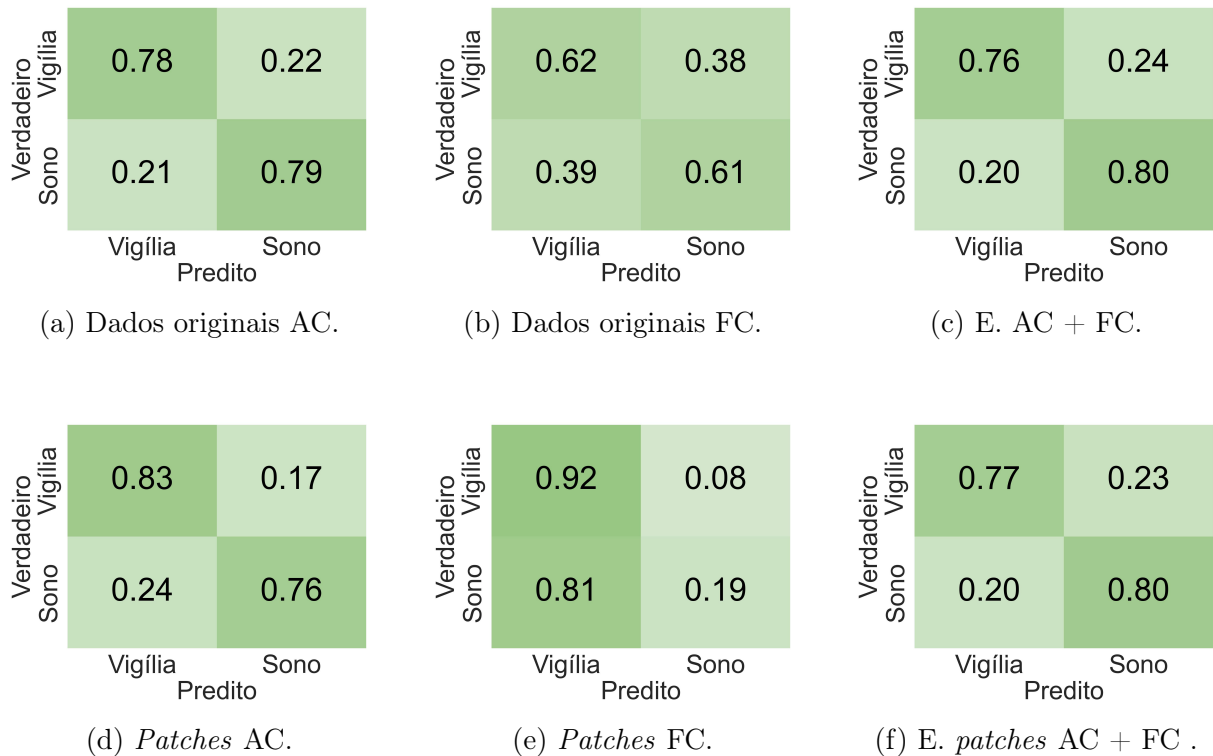 Verdadeiro
Vigília
Sono
0.78 0.22
0.21 0.79
Vigília Sono
Predito
(a) Dados originais AC.
Verdadeiro
Vigília
Sono
0.62 0.38
0.39 0.61
Vigília Sono
Predito
(b) Dados originais FC.
Verdadeiro
Vigília
Sono
0.76 0.24
0.20 0.80
Vigília Sono
Predito
(c) E. AC + FC.
Verdadeiro
Vigília
Sono
0.83 0.17
0.24 0.76
Vigília Sono
Predito
(d) Patches AC.
Verdadeiro
Vigília
Sono
0.92 0.08
0.81 0.19
Vigília Sono
Predito
(e) Patches FC.
Verdadeiro
Vigília
Sono
0.77 0.23
0.20 0.80
Vigília Sono
Predito
(f) E. patches AC + FC .